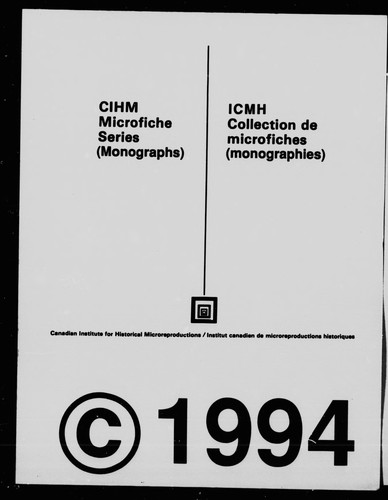 CIHM
Microfiche
Series
(Monographs)
ICMH
Collection de
microfiches
(monographies)
Canadian Institute for Historical Microreproductions / Institut canadien de microreproductions historiques
© 1994